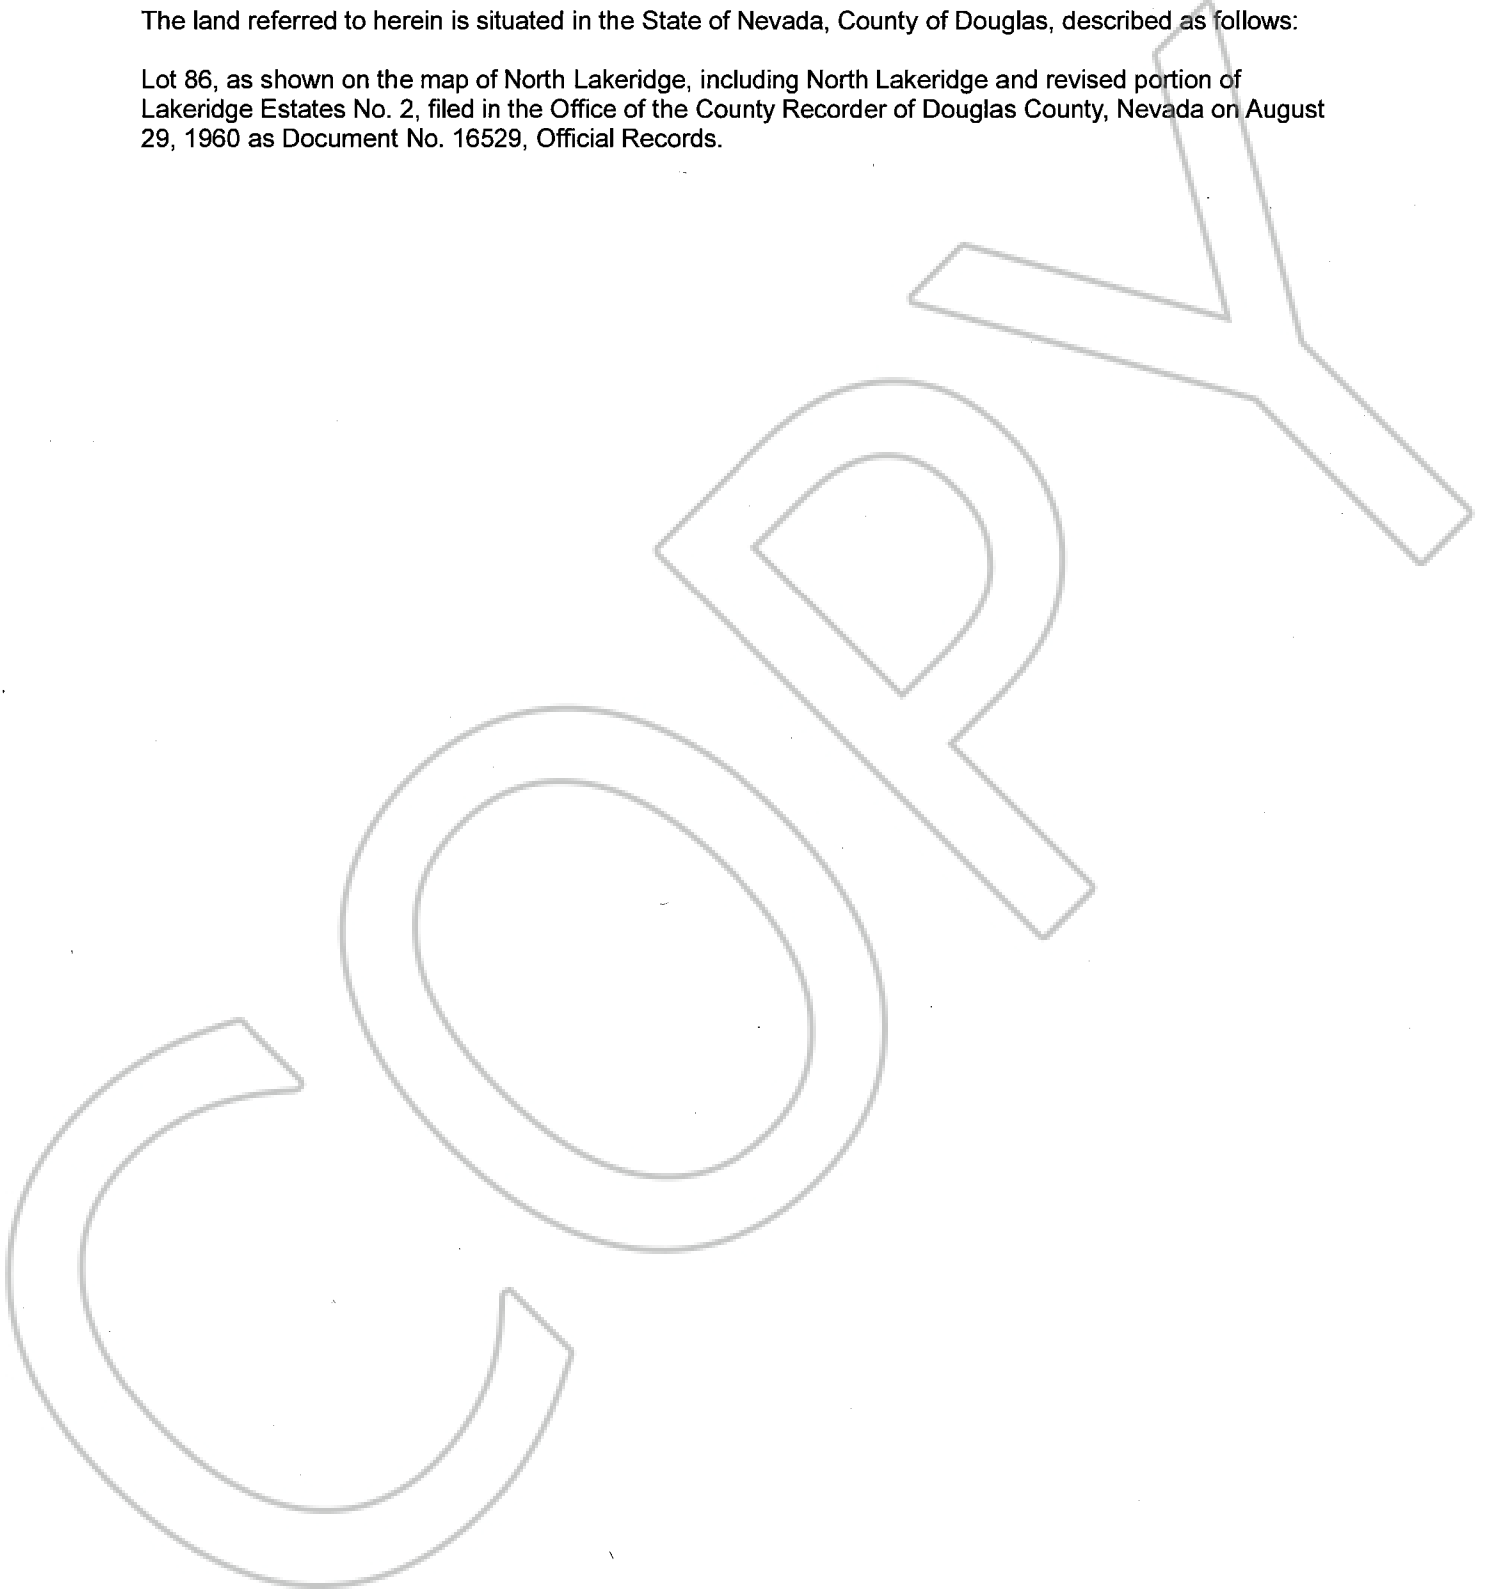 The land referred to herein is situated in the State of Nevada, County of Douglas, described as follows:
Lot 86, as shown on the map of North Lakeridge, including North Lakeridge and revised portion of
Lakeridge Estates No. 2, filed in the Office of the County Recorder of Douglas County, Nevada on August
29, 1960 as Document No. 16529, Official Records.
COPY